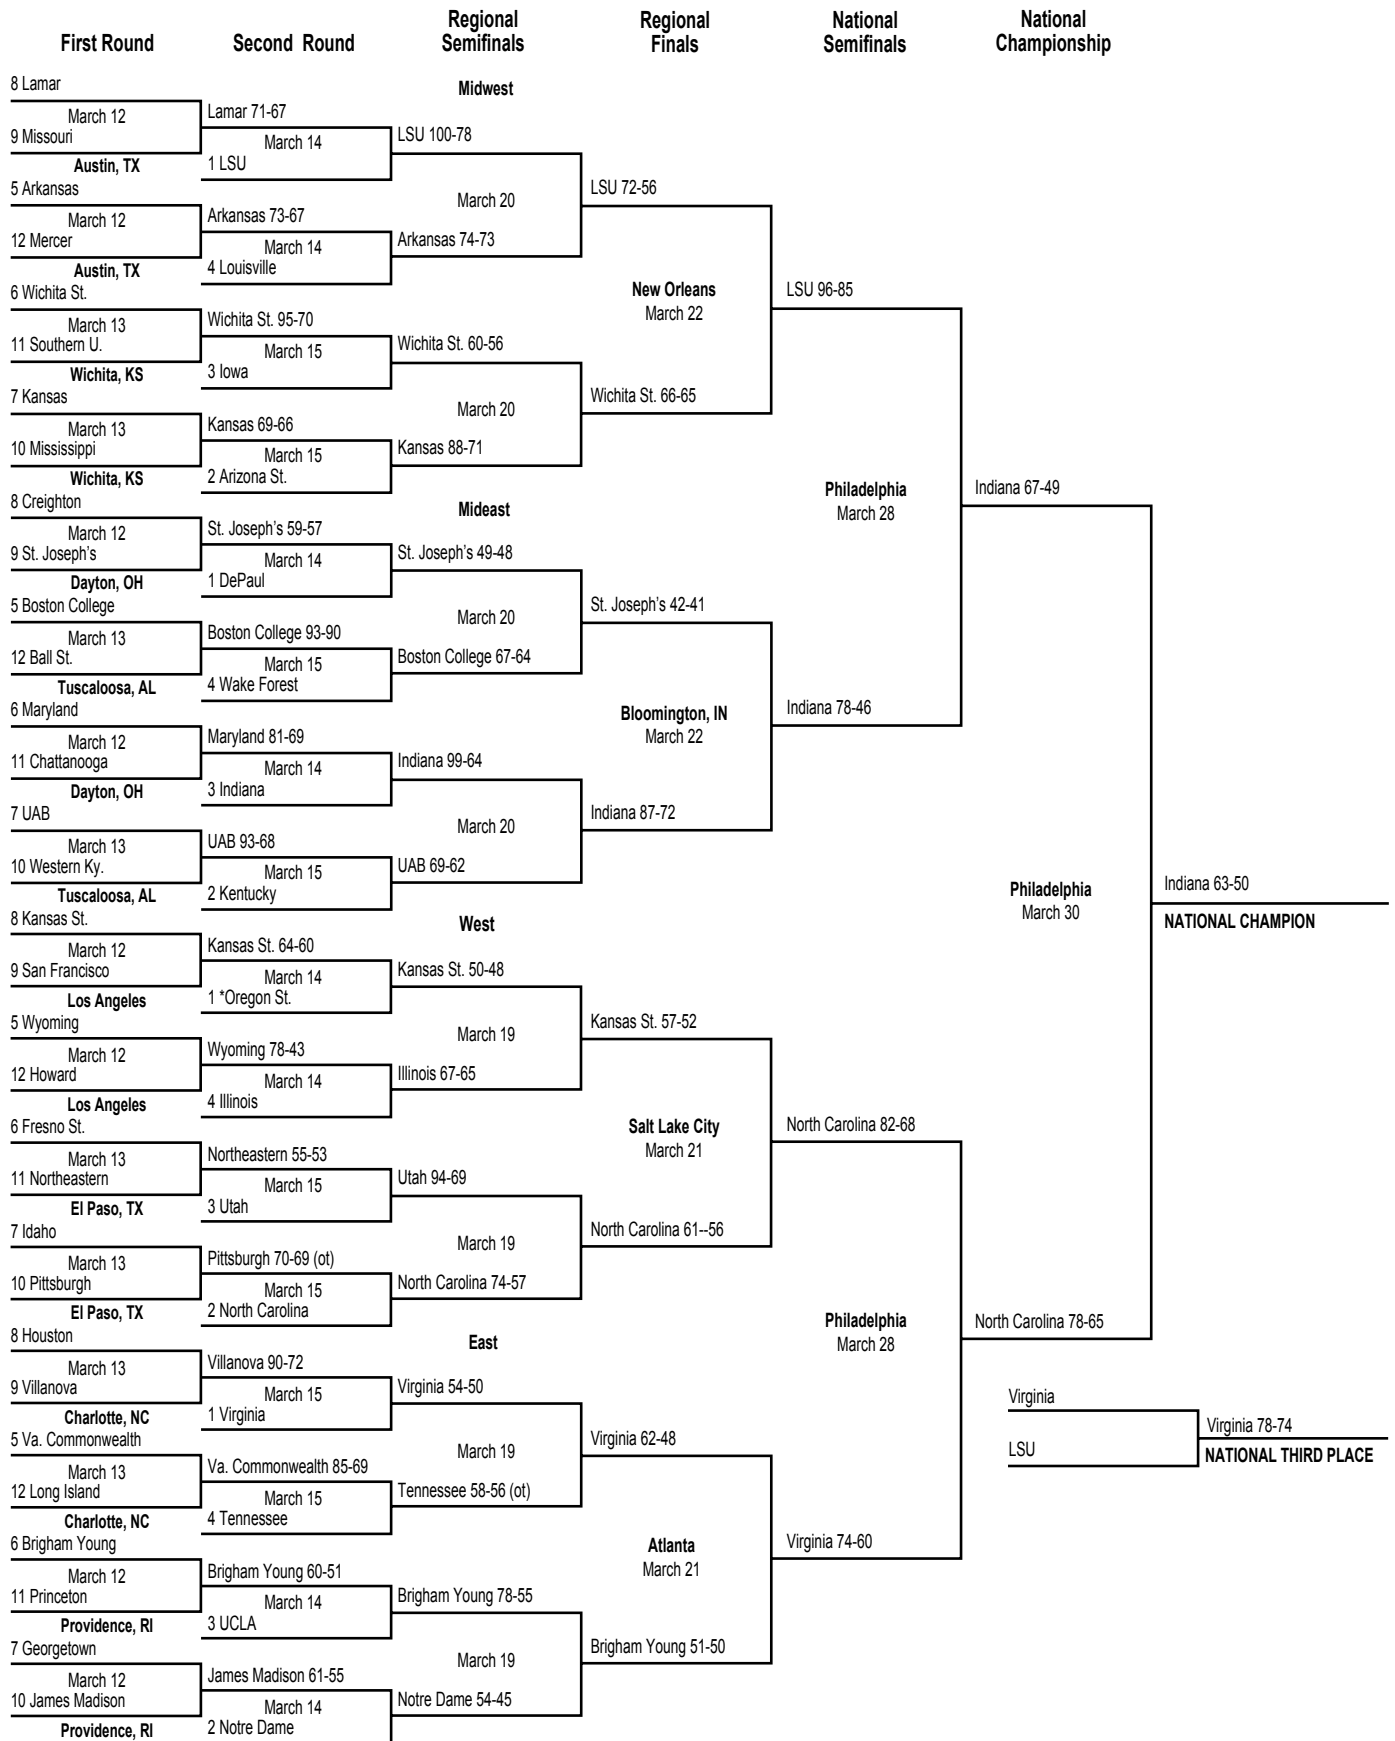 First Round
Second Round
Regional
Semifinals
Regional
Finals
National
Semifinals
National
Championship
Midwest
8 Lamar
March 12
9 Missouri
Austin, TX
5 Arkansas
March 12
12 Mercer
Austin, TX
6 Wichita St.
March 13
11 Southern U.
Wichita, KS
7 Kansas
March 13
10 Mississippi
Wichita, KS
Lamar 71-67
March 14
1 LSU
Arkansas 73-67
March 14
4 Louisville
Wichita St. 95-70
March 15
3 Iowa
Kansas 69-66
March 15
2 Arizona St.
LSU 100-78
March 20
Arkansas 74-73
Wichita St. 60-56
March 20
Kansas 88-71
LSU 72-56
New Orleans
March 22
Wichita St. 66-65
LSU 96-85
Mideast
8 Creighton
March 12
9 St. Joseph's
Dayton, OH
5 Boston College
March 13
12 Ball St.
Tuscaloosa, AL
6 Maryland
March 12
11 Chattanooga
Dayton, OH
7 UAB
March 13
10 Western Ky.
Tuscaloosa, AL
St. Joseph's 59-57
March 14
1 DePaul
Boston College 93-90
March 15
4 Wake Forest
Maryland 81-69
March 14
3 Indiana
UAB 93-68
March 15
2 Kentucky
St. Joseph's 49-48
March 20
Boston College 67-64
Indiana 99-64
March 20
UAB 69-62
St. Joseph's 42-41
Bloomington, IN
March 22
Indiana 87-72
Indiana 78-46
Philadelphia
March 28
Indiana 67-49
West
8 Kansas St.
March 12
9 San Francisco
Los Angeles
5 Wyoming
March 12
12 Howard
Los Angeles
6 Fresno St.
March 13
11 Northeastern
El Paso, TX
7 Idaho
March 13
10 Pittsburgh
El Paso, TX
Kansas St. 64-60
March 14
1 *Oregon St.
Wyoming 78-43
March 14
4 Illinois
Northeastern 55-53
March 15
3 Utah
Pittsburgh 70-69 (ot)
March 15
2 North Carolina
Kansas St. 50-48
March 19
Illinois 67-65
Utah 94-69
March 19
North Carolina 74-57
Kansas St. 57-52
Salt Lake City
March 21
North Carolina 61--56
North Carolina 82-68
East
8 Houston
March 13
9 Villanova
Charlotte, NC
5 Va. Commonwealth
March 13
12 Long Island
Charlotte, NC
6 Brigham Young
March 12
11 Princeton
Providence, RI
7 Georgetown
March 12
10 James Madison
Providence, RI
Villanova 90-72
March 15
1 Virginia
Va. Commonwealth 85-69
March 15
4 Tennessee
Brigham Young 60-51
March 14
3 UCLA
James Madison 61-55
March 14
2 Notre Dame
Virginia 54-50
March 19
Tennessee 58-56 (ot)
Brigham Young 78-55
March 19
Notre Dame 54-45
Virginia 62-48
Atlanta
March 21
Brigham Young 51-50
Virginia 74-60
Philadelphia
March 28
North Carolina 78-65
Philadelphia
March 30
Indiana 63-50
NATIONAL CHAMPION
Virginia
LSU
Virginia 78-74
NATIONAL THIRD PLACE